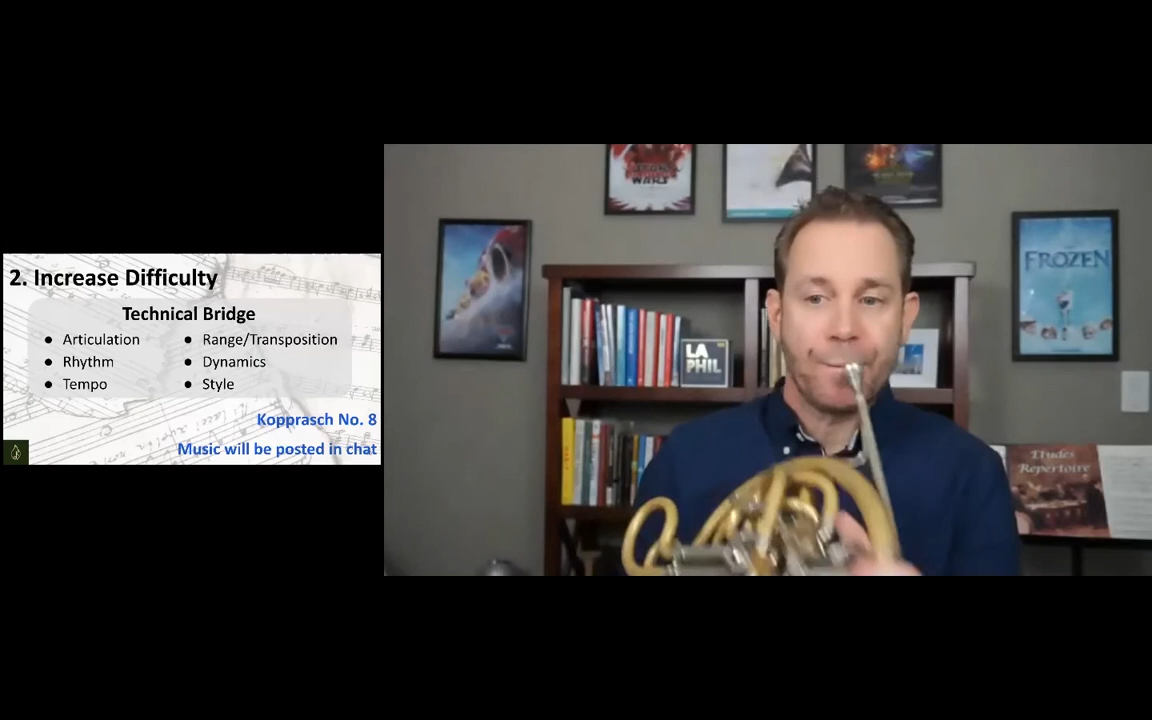 2. Increase Difficulty
Technical Bridge
● Articulation
● Rhythm
● Tempo
● Range/Transposition
● Dynamics
● Style
Kopprasch No. 8
Music will be posted in chat
STAR
WARS
FROZEN
LA
PHIL
Etudes
Repertoire